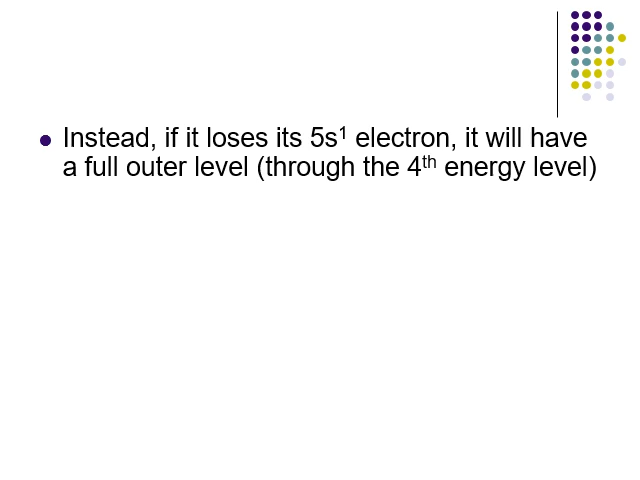 Instead, if it loses its 5s¹ electron, it will have
a full outer level (through the 4ᵗʰ energy level)